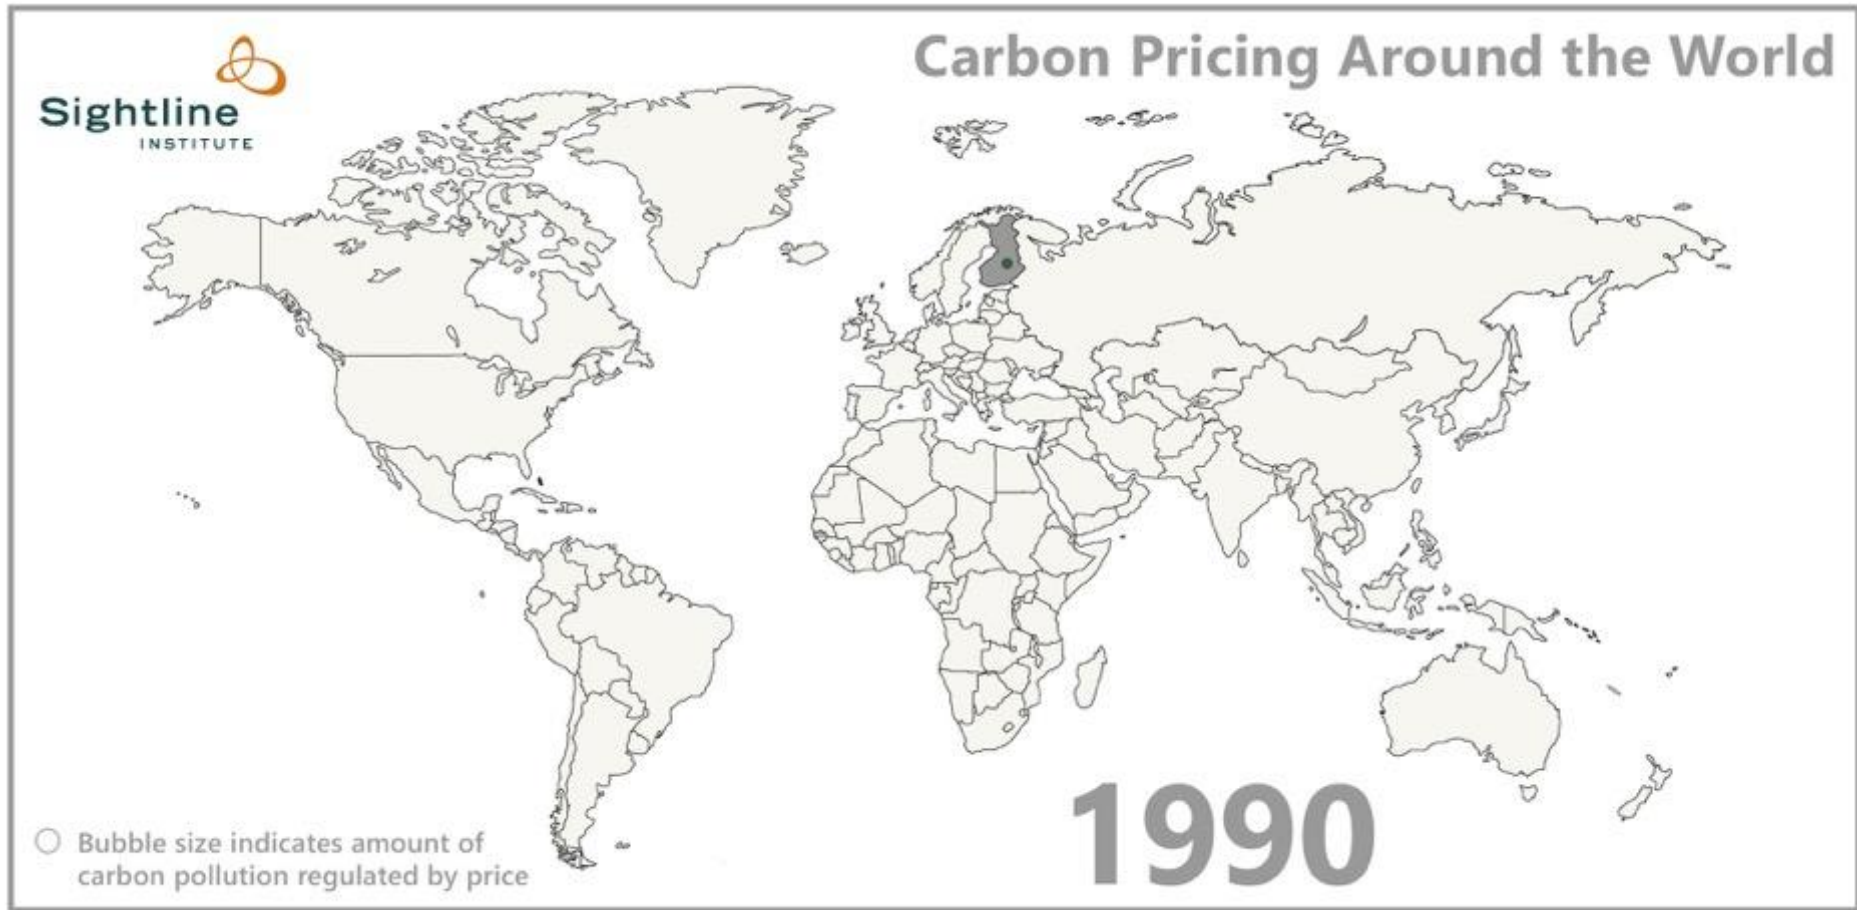 Sightline
INSTITUTE
Carbon Pricing Around the World
1990
Bubble size indicates amount of
carbon pollution regulated by price